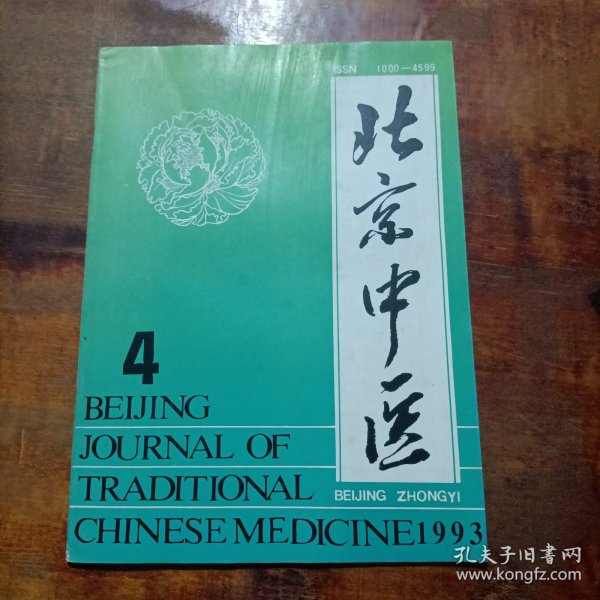 ISSN 1000-4599
北京中医
BEIJING ZHONGYI
4
BEIJING
JOURNAL OF
TRADITIONAL
CHINESE MEDICINE 1993
孔夫子旧書网
www.kongfz.com